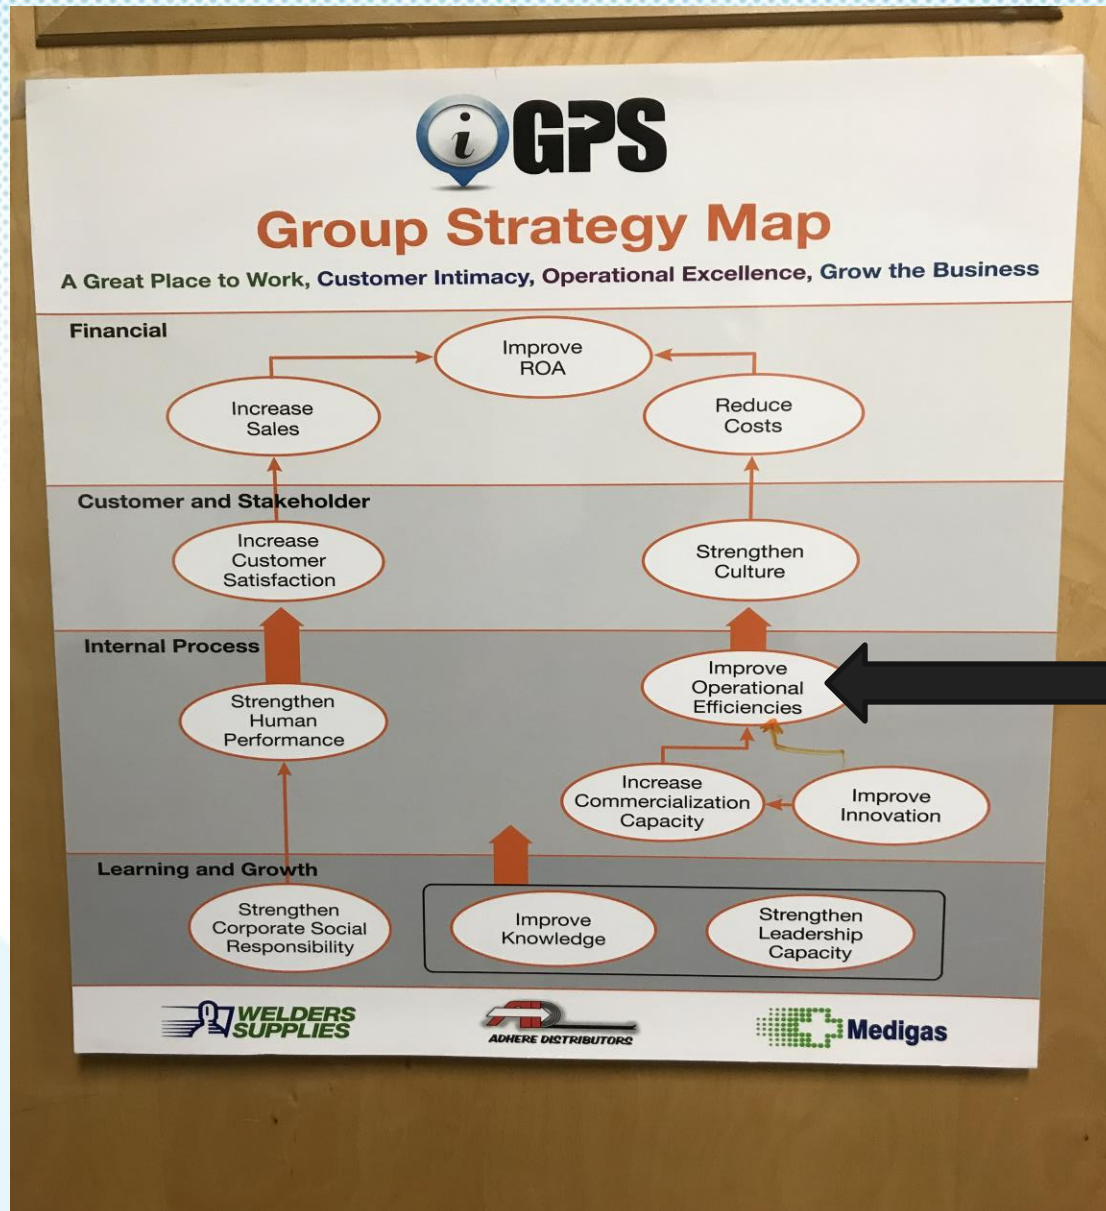 i GPS
Group Strategy Map
A Great Place to Work, Customer Intimacy, Operational Excellence, Grow the Business
Financial
Improve
ROA
Increase
Sales
Reduce
Costs
Customer and Stakeholder
Increase
Customer
Satisfaction
Strengthen
Culture
Internal Process
Improve
Operational
Efficiencies
Strengthen
Human
Performance
Increase
Commercialization
Capacity
Improve
Innovation
Learning and Growth
Strengthen
Corporate Social
Responsibility
Improve
Knowledge
Strengthen
Leadership
Capacity
WELDERS
SUPPLIES
AD
ADHERE DISTRIBUTORS
Medigas